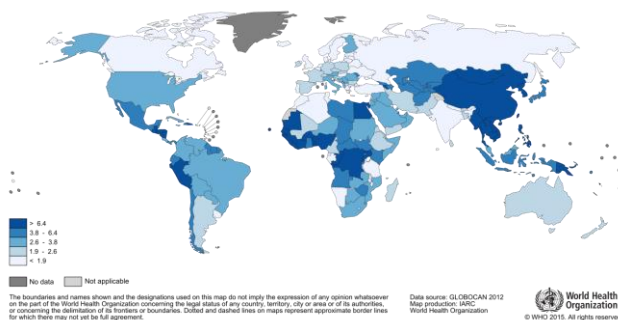 > 6.4
3.8 - 6.4
2.6 - 3.8
1.9 - 2.6
< 1.9
No data
Not applicable
The boundaries and names shown and the designations used on this map do not imply the expression of any opinion whatsoever
on the part of the World Health Organization concerning the legal status of any country, territory, city or area or of its authorities,
or concerning the delimitation of its frontiers or boundaries. Dotted and dashed lines on maps represent approximate border lines
for which there may not yet be full agreement.
Data source: GLOBOCAN 2012
Map production: IARC
World Health Organization
World Health
Organization
© WHO 2015. All rights reserve